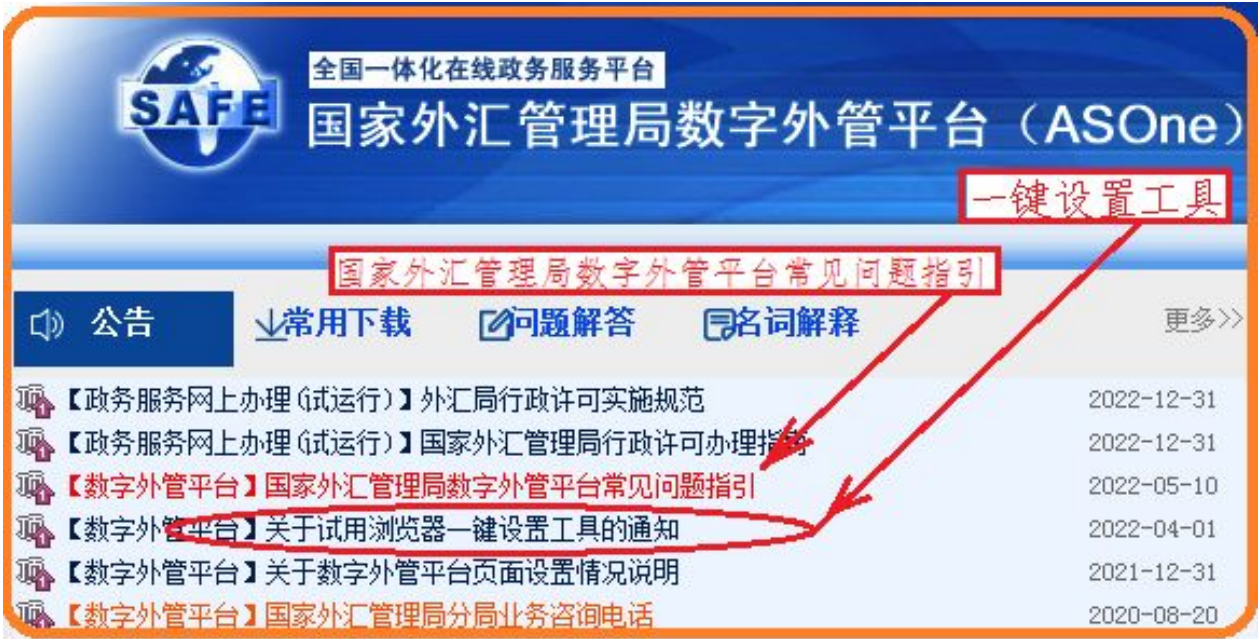 SAFE
全国一体化在线政务服务平台
国家外汇管理局数字外管平台（ASOne）
一键设置工具
国家外汇管理局数字外管平台常见问题指引
公告 常用下载 问题解答 名词解释 更多>>
顶【政务服务网上办理(试运行)】外汇局行政许可实施规范 2022-12-31
顶【政务服务网上办理(试运行)】国家外汇管理局行政许可办理指南 2022-12-31
顶【数字外管平台】国家外汇管理局数字外管平台常见问题指引 2022-05-10
顶【数字外管平台】关于试用浏览器一键设置工具的通知 2022-04-01
顶【数字外管平台】关于数字外管平台页面设置情况说明 2021-12-31
顶【数字外管平台】国家外汇管理局分局业务咨询电话 2020-08-20